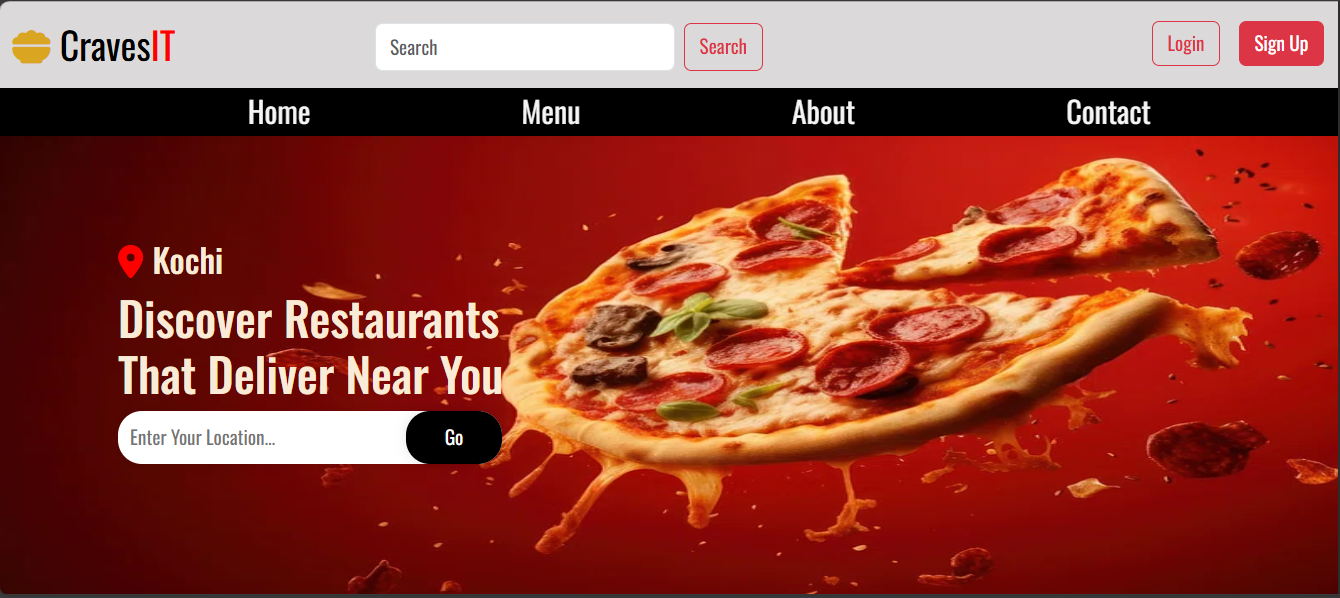 CravesIT
Search
Search
Login
Sign Up
Home
Menu
About
Contact
Kochi
Discover Restaurants
That Deliver Near You
Enter Your Location...
Go